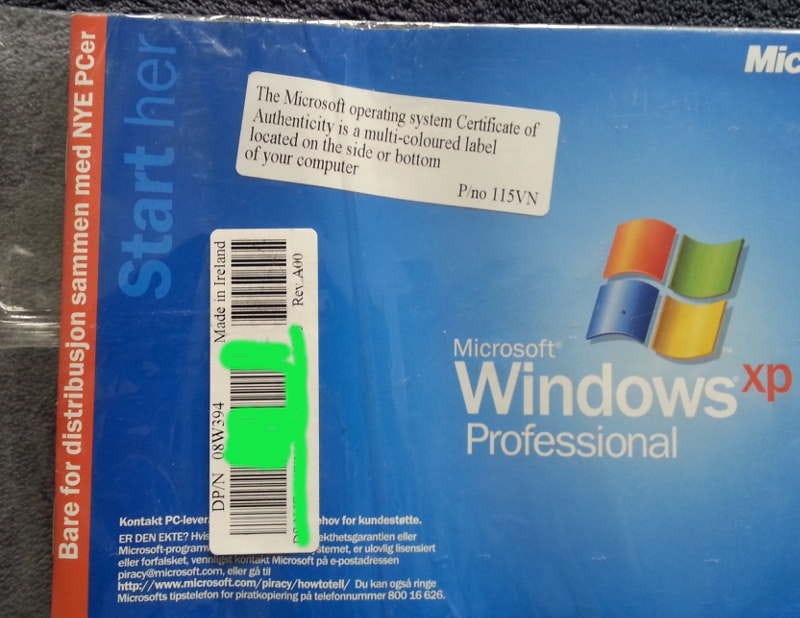 Bare for distribusjon sammen med NYE PCer
Start her
Mic
The Microsoft operating system Certificate of
Authenticity is a multi-coloured label
located on the side or bottom
of your computer
P/no 115VN
Made in Ireland
Rev A00
DP/N 08W394
Microsoft®
Windows xp
Professional
Kontakt PC-lever ehov for kundestøtte.
ER DEN EKTE? Hvis ekthetsgarantien eller
Microsoft-program stemet, er ulovlig lisensiert
eller forfalsket, vennligst kontakt Microsoft på e-postadressen
piracy@microsoft.com, eller gå til
http://www.microsoft.com/piracy/howtotell/ Du kan også ringe
Microsofts tipstelefon for piratkopiering på telefonnummer 800 16 626.